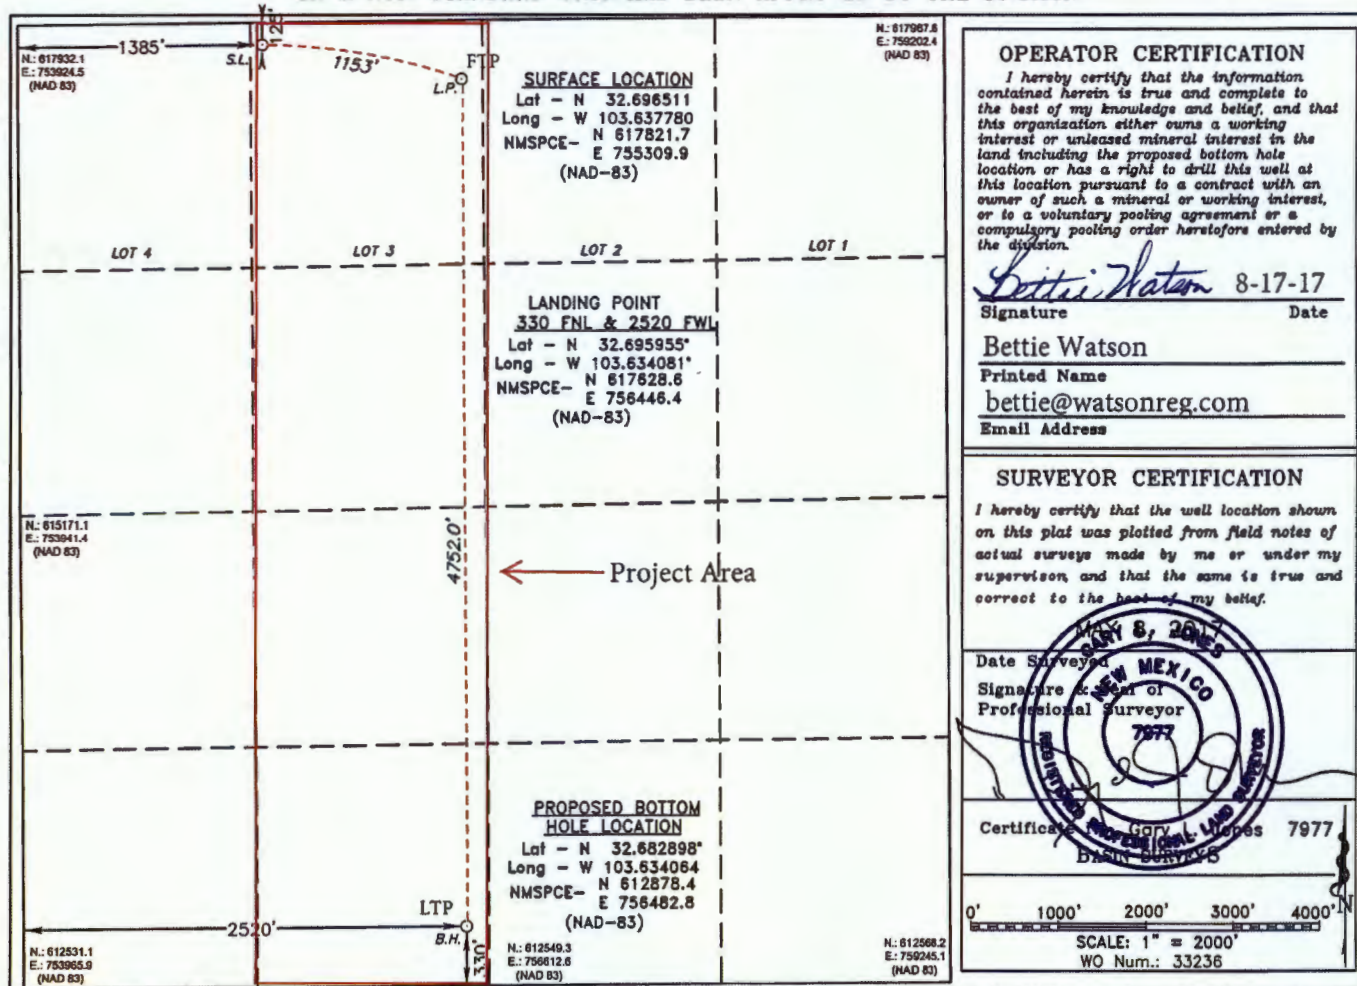 N.: 617932.1
E.: 753924.5
(NAD 83)
1385'
S.L.
1153'
FTP
L.P.
N.: 617967.6
E.: 759202.4
(NAD 83)
SURFACE LOCATION
Lat - N 32.696511
Long - W 103.637780
NMSPCE- N 617821.7
E 755309.9
(NAD-83)
LOT 4
LOT 3
LOT 2
LOT 1
LANDING POINT
330 FNL & 2520 FWL
Lat - N 32.695955°
Long - W 103.634081°
NMSPCE- N 617628.6
E 756446.4
(NAD-83)
N.: 615171.1
E.: 753941.4
(NAD 83)
4752.0'
Project Area
PROPOSED BOTTOM
HOLE LOCATION
Lat - N 32.682898°
Long - W 103.634064
NMSPCE- N 612878.4
E 756482.8
(NAD-83)
LTP
2520'
B.H.
330'
N.: 612531.1
E.: 753965.9
(NAD 83)
N.: 612549.3
E.: 756612.6
(NAD 83)
N.: 612568.2
E.: 759245.1
(NAD 83)
OPERATOR CERTIFICATION
I hereby certify that the information
contained herein is true and complete to
the best of my knowledge and belief, and that
this organization either owns a working
interest or unleased mineral interest in the
land including the proposed bottom hole
location or has a right to drill this well at
this location pursuant to a contract with an
owner of such a mineral or working interest,
or to a voluntary pooling agreement or a
compulsory pooling order heretofore entered by
the division.
Bettie Watson 8-17-17
Signature Date
Bettie Watson
Printed Name
bettie@watsonreg.com
Email Address
SURVEYOR CERTIFICATION
I hereby certify that the well location shown
on this plat was plotted from field notes of
actual surveys made by me or under my
supervison, and that the same is true and
correct to the best of my belief.
MAY 8, 2017
Date Surveyed
Signature & Seal of
Professional Surveyor
GARY L. JONES
NEW MEXICO
7977
REGISTERED PROFESSIONAL LAND SURVEYOR
Certificate Gary L. Jones 7977
BASIN SURVEYS
0' 1000' 2000' 3000' 4000'
N
SCALE: 1" = 2000'
WO Num.: 33236